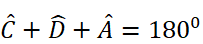 Ĉ + D̂ + Â = 180⁰